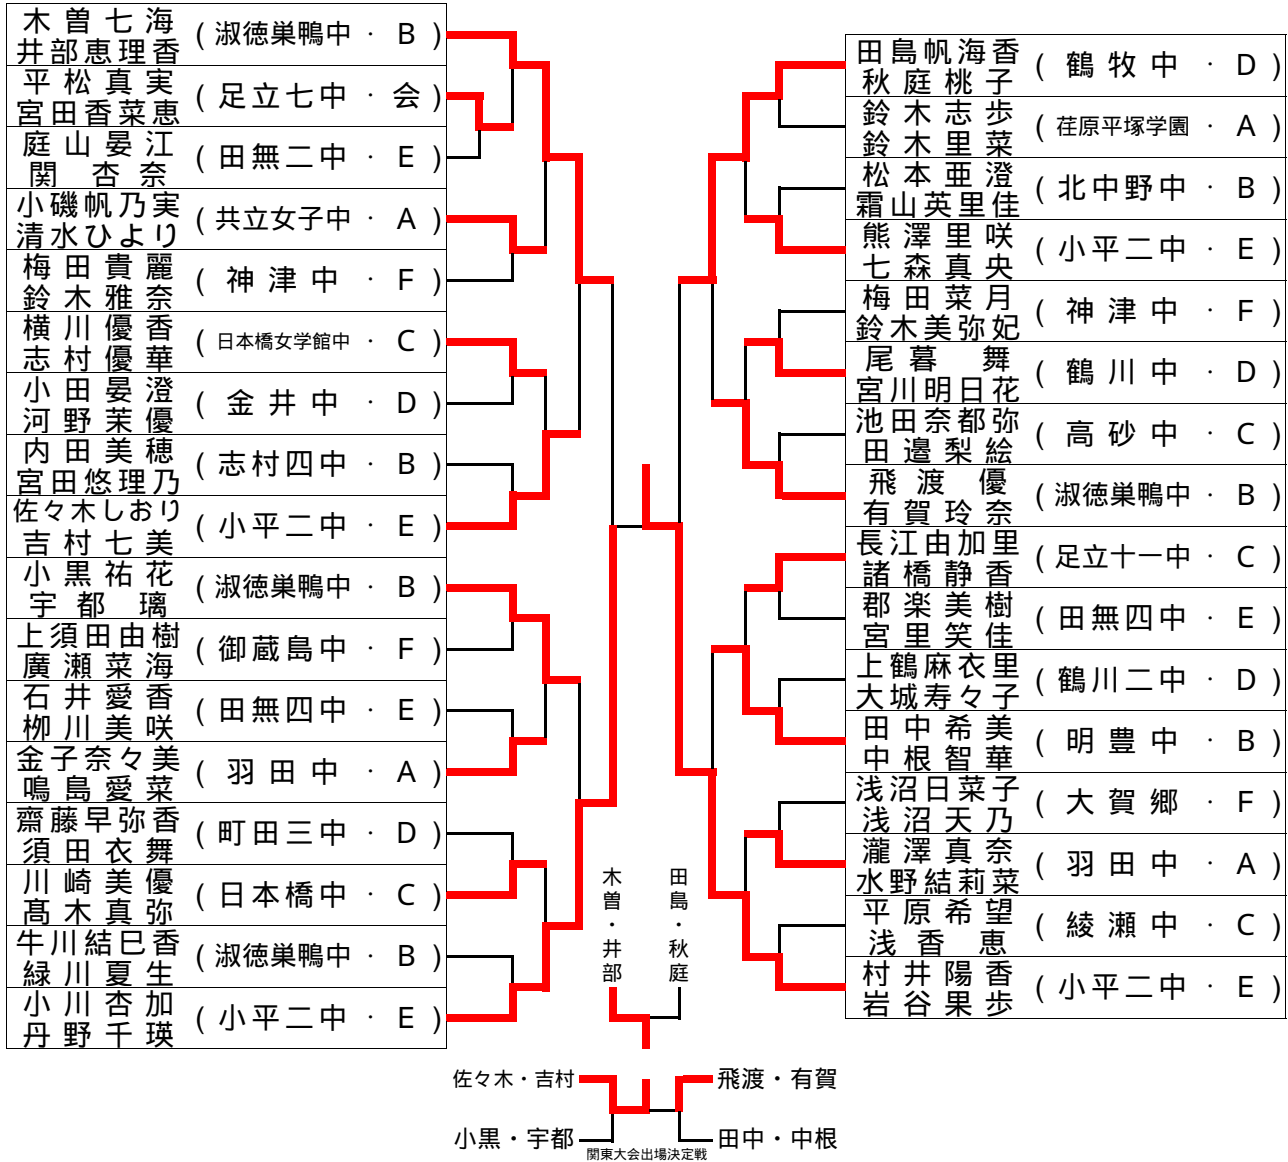 木曽七海
井部恵理香
(淑徳巣鴨中・B)
平松真実
宮田香菜恵
(足立七中・会)
庭山晏江
関杏奈
(田無二中・E)
小磯帆乃実
清水ひより
(共立女子中・A)
梅田貴麗
鈴木雅奈
(神津中・F)
横川優香
志村優華
(日本橋女学館中・C)
小田晏澄
河野茉優
(金井中・D)
内田美穂
宮田悠理乃
(志村四中・B)
佐々木しおり
吉村七美
(小平二中・E)
小黒祐花
宇都璃
(淑徳巣鴨中・B)
上須田由樹
廣瀬菜海
(御蔵島中・F)
石井愛香
栁川美咲
(田無四中・E)
金子奈々美
鳴島愛菜
(羽田中・A)
齋藤早弥香
須田衣舞
(町田三中・D)
川崎美優
髙木真弥
(日本橋中・C)
牛川結巳香
緑川夏生
(淑徳巣鴨中・B)
小川杏加
丹野千瑛
(小平二中・E)
田島帆海香
秋庭桃子
(鶴牧中・D)
鈴木志歩
鈴木里菜
(荏原平塚学園・A)
松本亜澄
霜山英里佳
(北中野中・B)
熊澤里咲
七森真央
(小平二中・E)
梅田菜月
鈴木美弥妃
(神津中・F)
尾暮舞
宮川明日花
(鶴川中・D)
池田奈都弥
田邉梨絵
(高砂中・C)
飛渡優
有賀玲奈
(淑徳巣鴨中・B)
長江由加里
諸橋静香
(足立十一中・C)
郡楽美樹
宮里笑佳
(田無四中・E)
上鶴麻衣里
大城寿々子
(鶴川二中・D)
田中希美
中根智華
(明豊中・B)
浅沼日菜子
浅沼天乃
(大賀郷・F)
瀧澤真奈
水野結莉菜
(羽田中・A)
平原希望
浅香恵
(綾瀬中・C)
村井陽香
岩谷果歩
(小平二中・E)
木曽・井部
田島・秋庭
佐々木・吉村
飛渡・有賀
小黒・宇都
田中・中根
関東大会出場決定戦